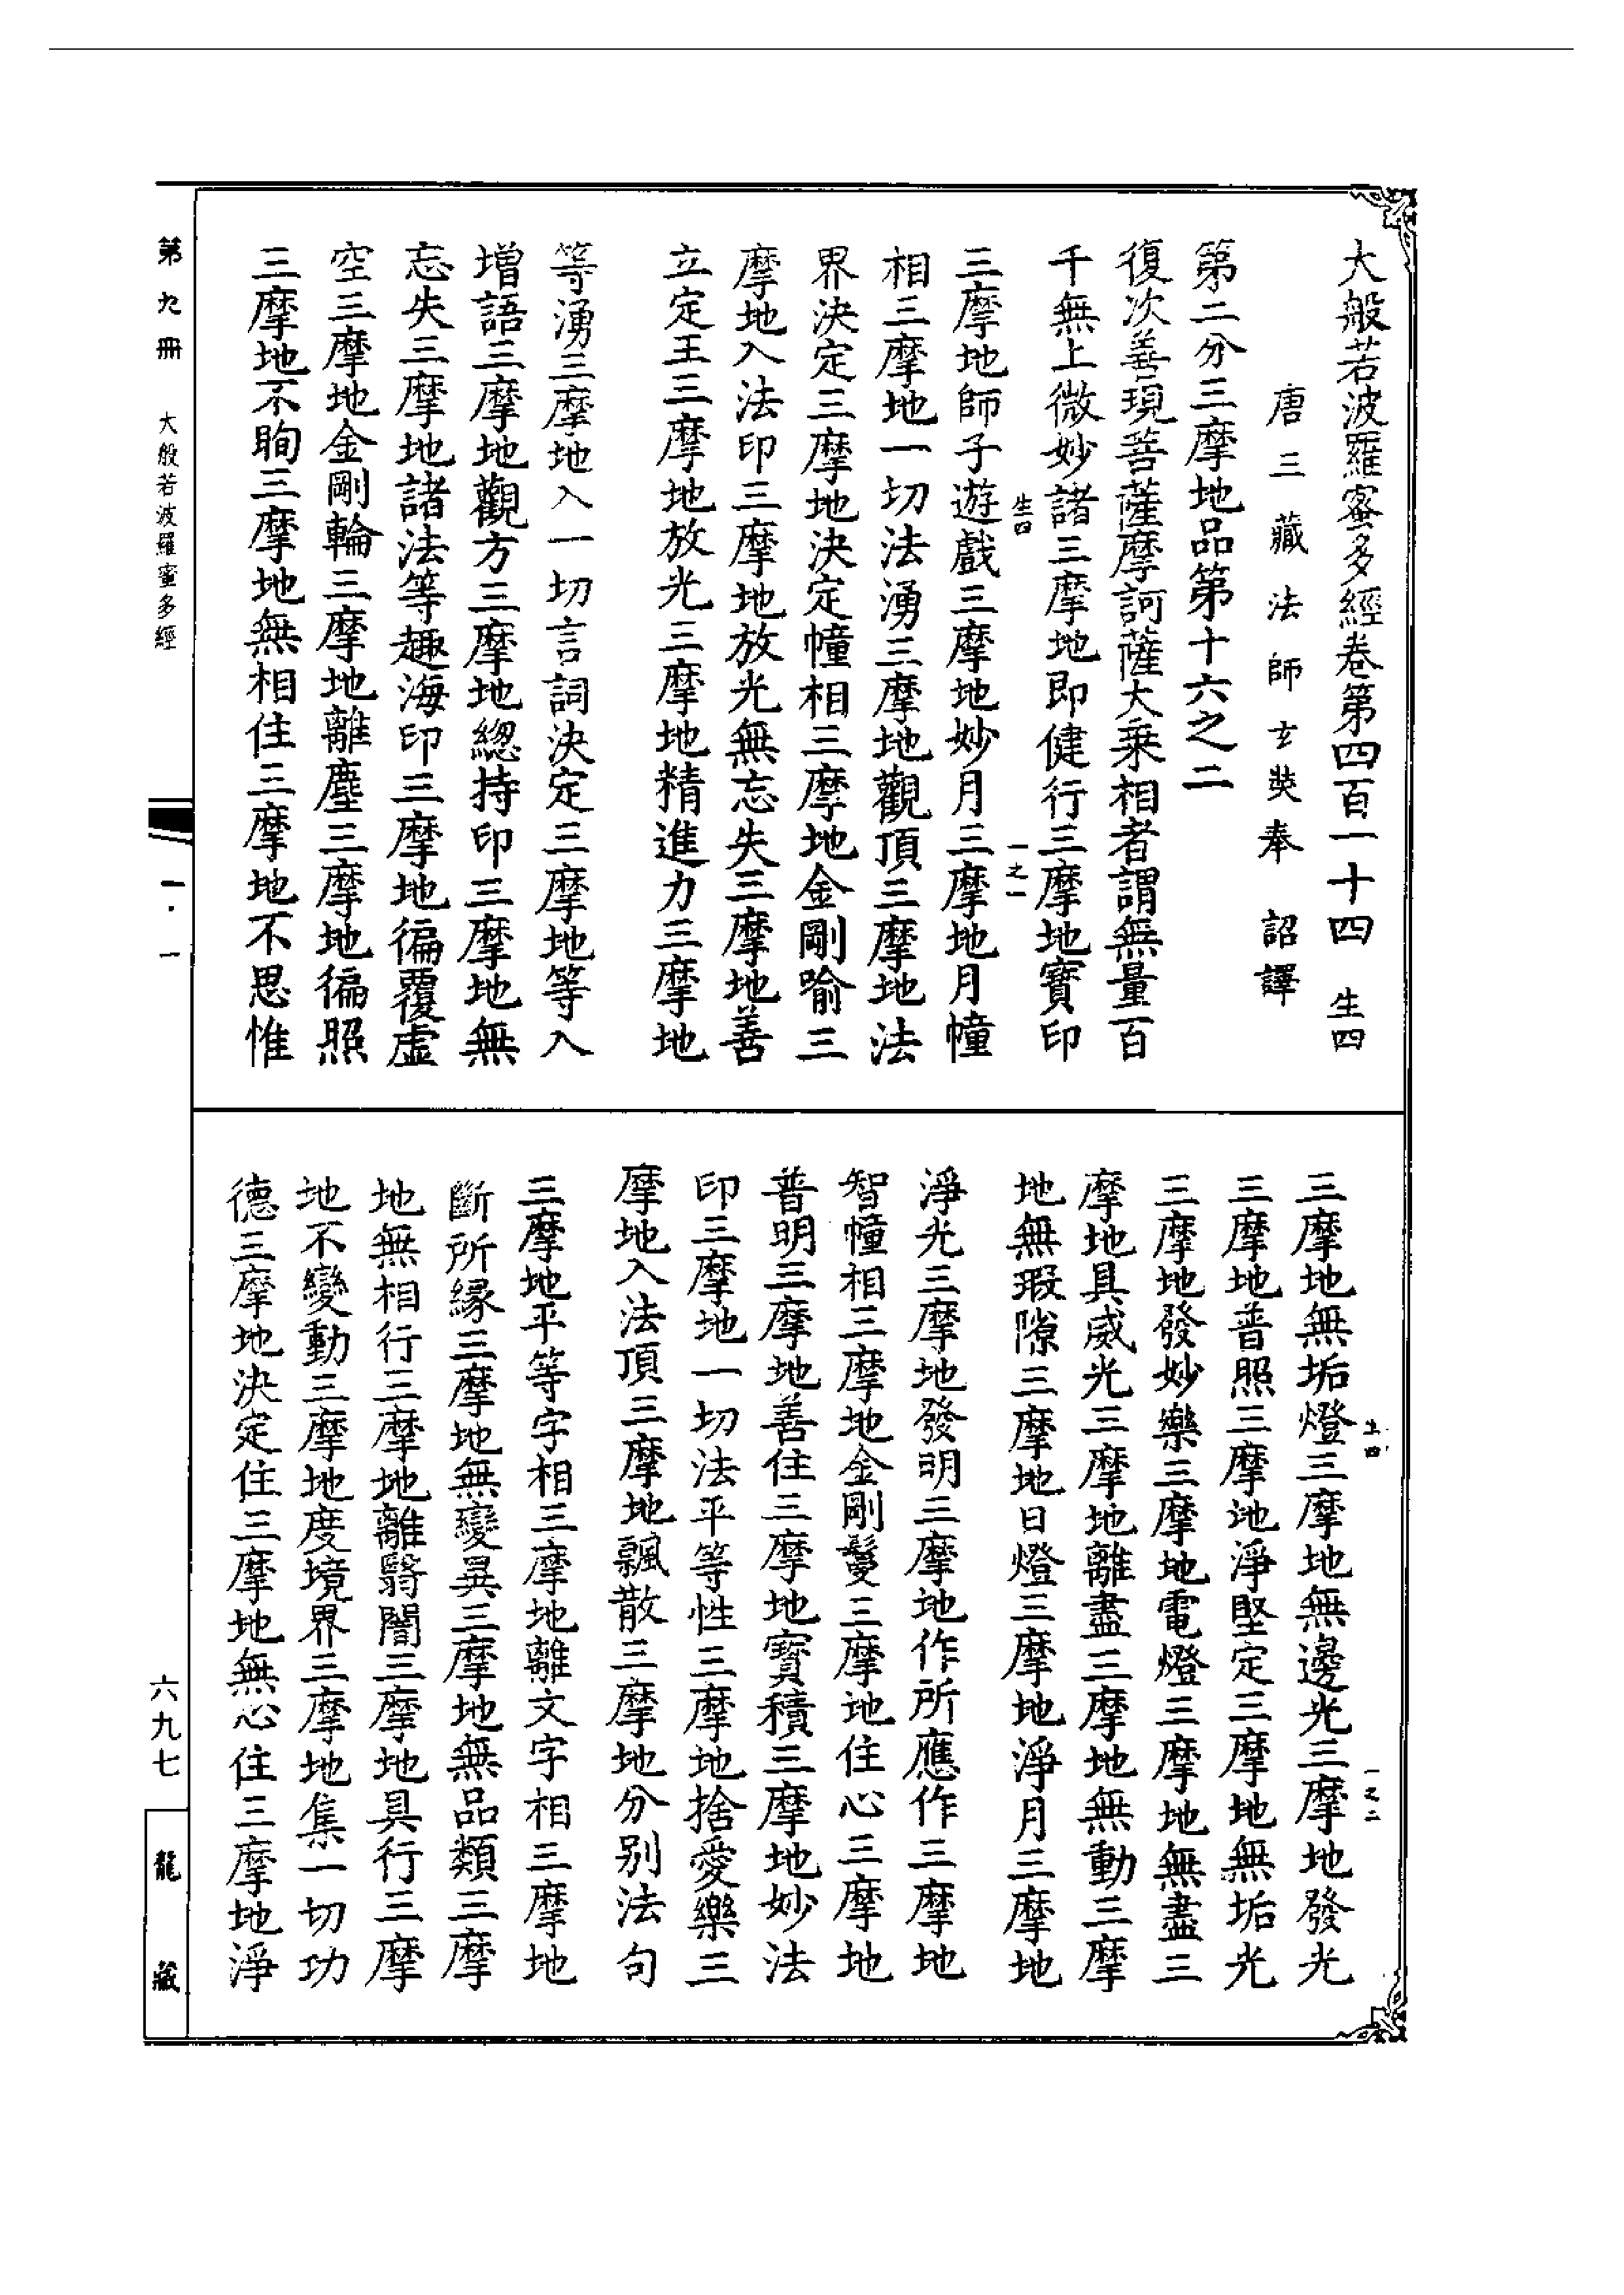 大般若波羅蜜多經卷第四百一十四　生四
唐三藏法師玄奘奉　詔譯
第二分三摩地品第十六之二
復次善現菩薩摩訶薩大乘相者謂無量百
千無上微妙諸三摩地即健行三摩地寶印
生四　一之一
三摩地師子遊戲三摩地妙月三摩地月幢
相三摩地一切法湧三摩地觀頂三摩地法
界決定三摩地決定幢相三摩地金剛喻三
摩地入法印三摩地放光無忘失三摩地善
立定王三摩地放光三摩地精進力三摩地
等湧三摩地入一切言詞決定三摩地等入
增語三摩地觀方三摩地總持印三摩地無
忘失三摩地諸法等趣海印三摩地徧覆虛
空三摩地金剛輪三摩地離塵三摩地徧照
三摩地不眴三摩地無相住三摩地不思惟
生四　一之二
三摩地無垢燈三摩地無邊光三摩地發光
三摩地普照三摩地淨堅定三摩地無垢光
三摩地發妙樂三摩地電燈三摩地無盡三
摩地具威光三摩地離盡三摩地無動三摩
地無瑕隙三摩地日燈三摩地淨月三摩地
淨光三摩地發明三摩地作所應作三摩地
智幢相三摩地金剛鬘三摩地住心三摩地
普明三摩地善住三摩地寶積三摩地妙法
印三摩地一切法平等性三摩地捨愛樂三
摩地入法頂三摩地飄散三摩地分別法句
三摩地平等字相三摩地離文字相三摩地
斷所緣三摩地無變異三摩地無品類三摩
地無相行三摩地離翳闇三摩地具行三摩
地不變動三摩地度境界三摩地集一切功
德三摩地決定住三摩地無心住三摩地淨
第九冊　大般若波羅蜜多經　一·一
六九七　龍藏